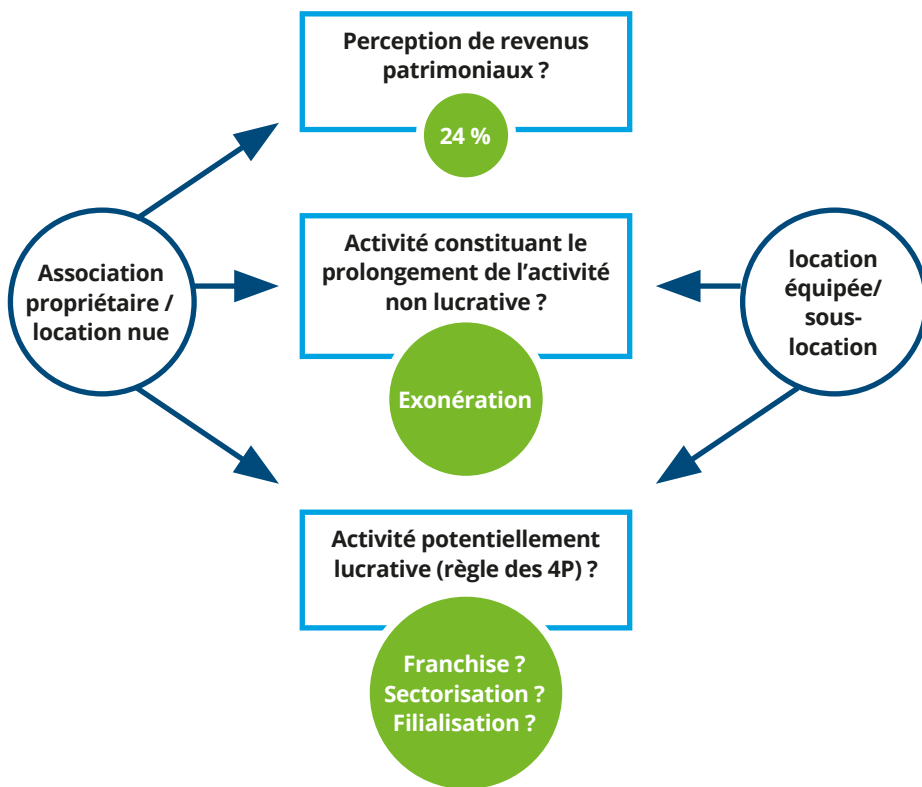 Perception de revenus
patrimoniaux ?
24 %
Association
propriétaire /
location nue
Activité constituant le
prolongement de l’activité
non lucrative ?
Exonération
location
équipée/
sous-
location
Activité potentiellement
lucrative (règle des 4P) ?
Franchise ?
Sectorisation ?
Filialisation ?